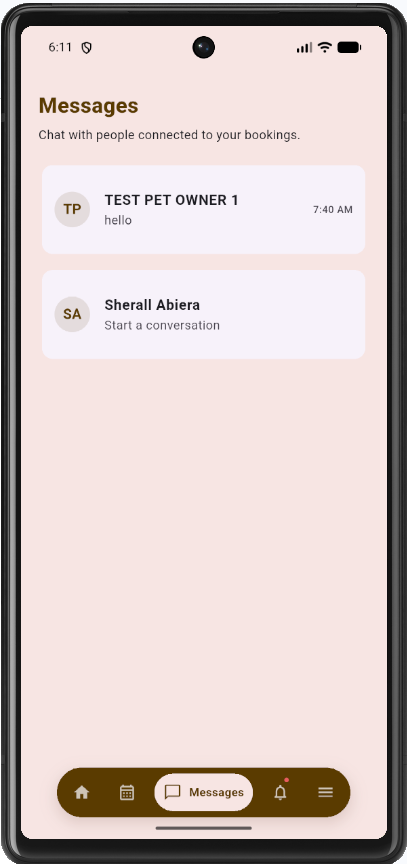 6:11
Messages
Chat with people connected to your bookings.
TP
TEST PET OWNER 1
hello
7:40 AM
SA
Sherall Abiera
Start a conversation
Messages